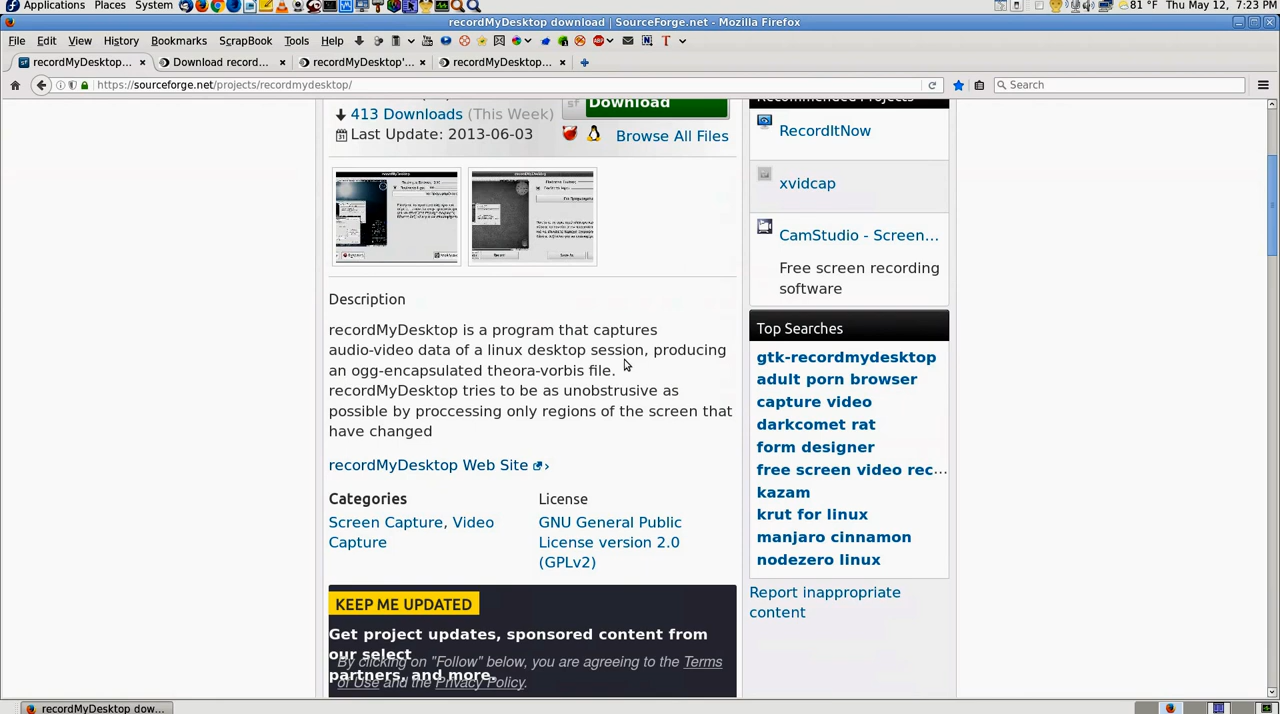 Applications Places System
81 °F Thu May 12, 7:23 PM
recordMyDesktop download | SourceForge.net - Mozilla Firefox
File Edit View History Bookmarks ScrapBook Tools Help
recordMyDesktop... Download record... recordMyDesktop'... recordMyDesktop...
https://sourceforge.net/projects/recordmydesktop/
Search
413 Downloads (This Week)
Last Update: 2013-06-03
sf Download
Browse All Files
Description
recordMyDesktop is a program that captures
audio-video data of a linux desktop session, producing
an ogg-encapsulated theora-vorbis file.
recordMyDesktop tries to be as unobstrusive as
possible by proccessing only regions of the screen that
have changed
recordMyDesktop Web Site
Categories
Screen Capture, Video
Capture
License
GNU General Public
License version 2.0
(GPLv2)
KEEP ME UPDATED
Get project updates, sponsored content from
our select
partners, and more.
By clicking on "Follow" below, you are agreeing to the Terms
of Use and the Privacy Policy.
Recommended Projects
RecordItNow
xvidcap
CamStudio - Screen...
Free screen recording
software
Top Searches
gtk-recordmydesktop
adult porn browser
capture video
darkcomet rat
form designer
free screen video rec...
kazam
krut for linux
manjaro cinnamon
nodezero linux
Report inappropriate
content
recordMyDesktop dow...